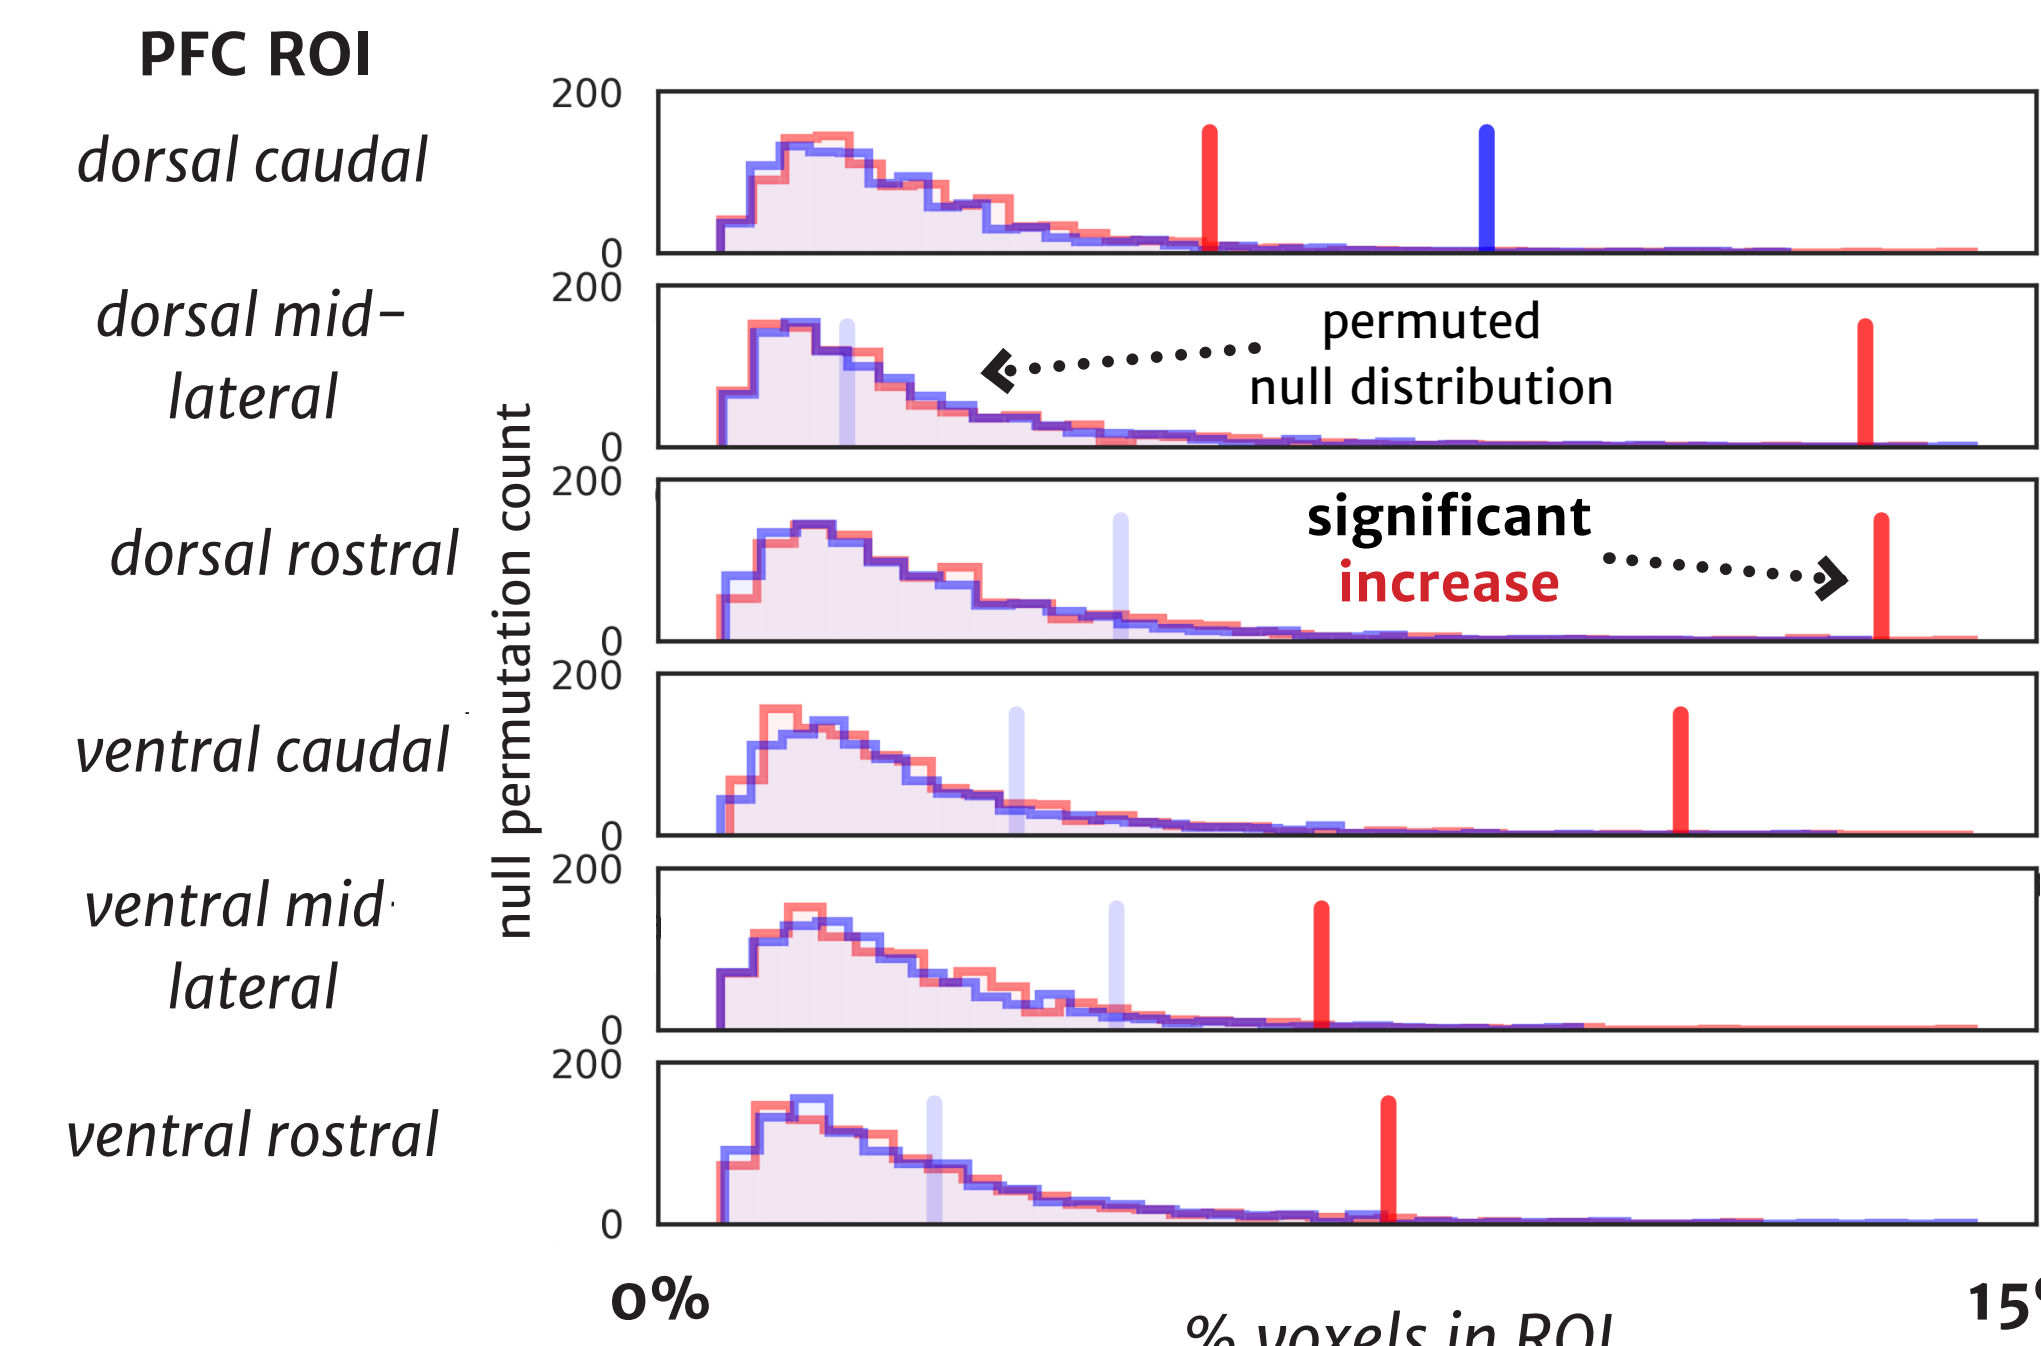 PFC ROI
200
dorsal caudal
0
200
dorsal mid-
lateral
permuted
null distribution
0
200
dorsal rostral
significant
increase
0
null permutation count
200
ventral caudal
0
200
ventral mid
lateral
0
200
ventral rostral
0
0%
15%
% voxels in ROI